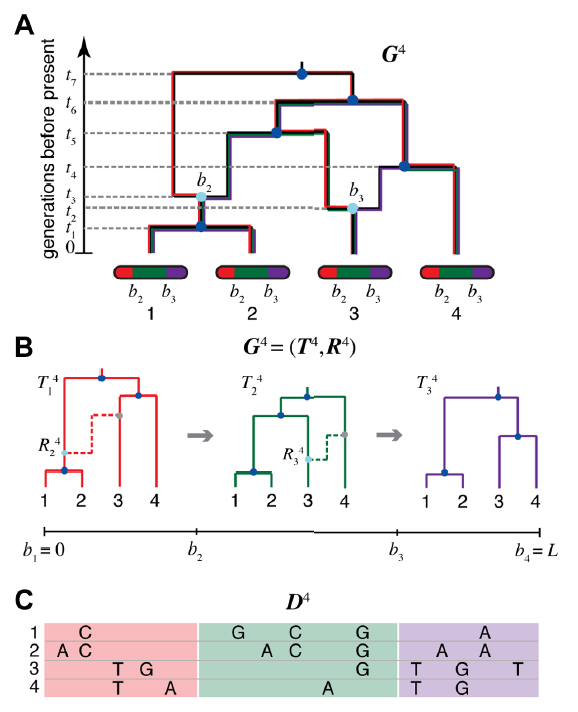 A
G⁴
generations before present
t₇
t₆
t₅
t₄
t₃
t₂
t₁
0
b₂
b₃
b₂ b₃ b₂ b₃ b₂ b₃ b₂ b₃
1 2 3 4
B
G⁴ = (T⁴, R⁴)
T₁⁴ T₂⁴ T₃⁴
R₂⁴ R₃⁴
1 2 3 4 1 2 3 4 1 2 3 4
b₁ = 0 b₂ b₃ b₄ = L
C
D⁴
1 C G C G A
2 A C A C G A A
3 T G G T G T
4 T A A T G